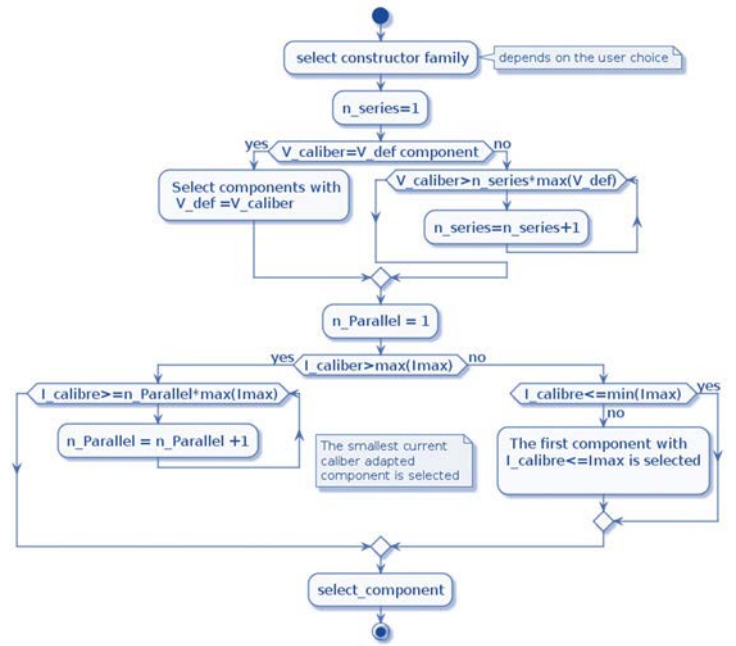 select constructor family
depends on the user choice
n_series=1
yes
V_caliber=V_def component
no
Select components with
V_def =V_caliber
V_caliber>n_series*max(V_def)
n_series=n_series+1
n_Parallel = 1
yes
I_caliber>max(Imax)
no
I_calibre>=n_Parallel*max(Imax)
I_calibre<=min(Imax)
yes
no
n_Parallel = n_Parallel +1
The smallest current
caliber adapted
component is selected
The first component with
I_calibre<=Imax is selected
select_component